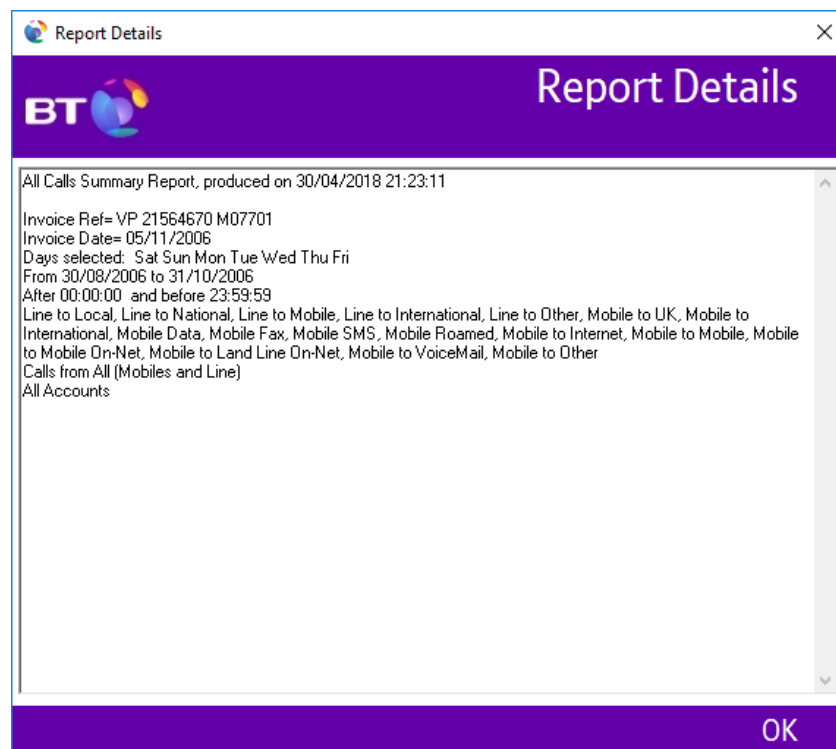 Report Details
Report Details
BT
All Calls Summary Report, produced on 30/04/2018 21:23:11
Invoice Ref= VP 21564670 M07701
Invoice Date= 05/11/2006
Days selected:  Sat Sun Mon Tue Wed Thu Fri
From 30/08/2006 to 31/10/2006
After 00:00:00  and before 23:59:59
Line to Local, Line to National, Line to Mobile, Line to International, Line to Other, Mobile to UK, Mobile to
International, Mobile Data, Mobile Fax, Mobile SMS, Mobile Roamed, Mobile to Internet, Mobile to Mobile, Mobile
to Mobile On-Net, Mobile to Land Line On-Net, Mobile to VoiceMail, Mobile to Other
Calls from All (Mobiles and Line)
All Accounts
OK